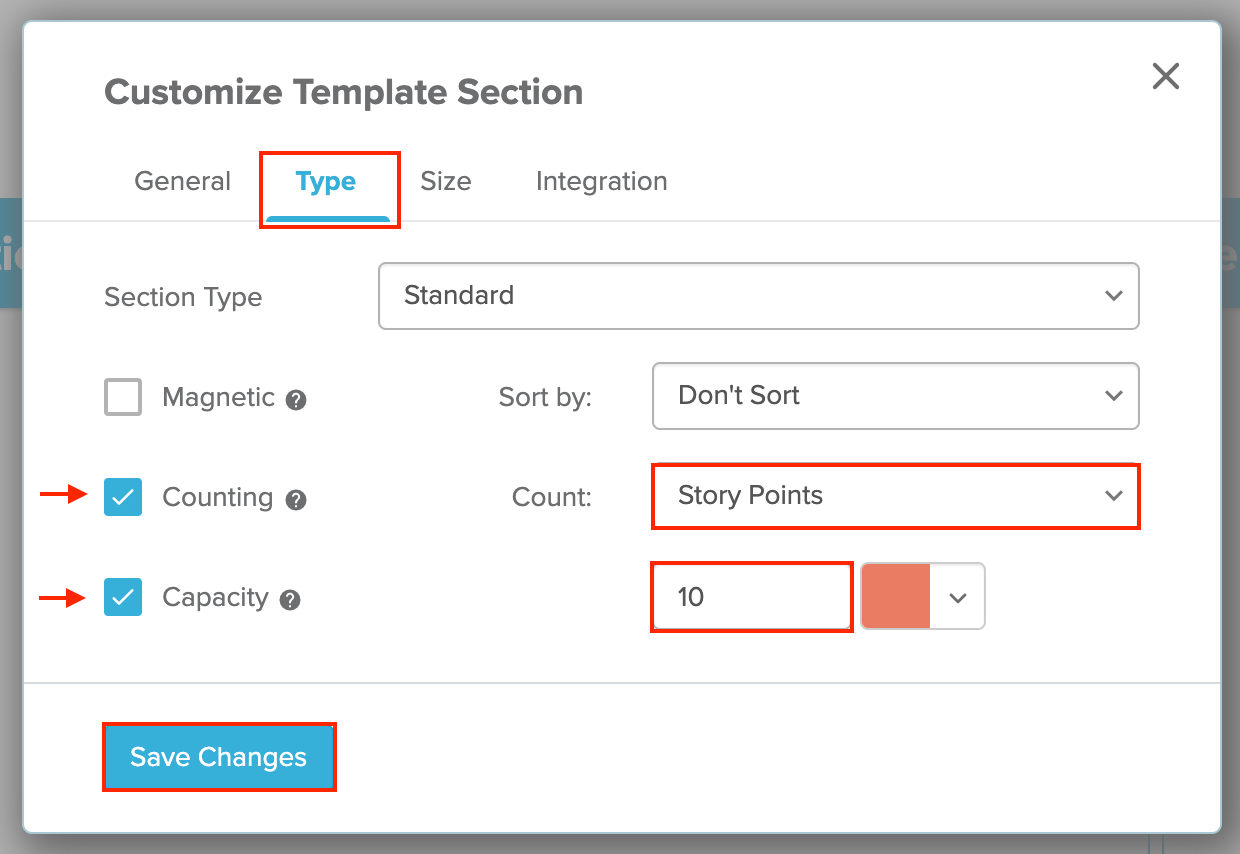 Customize Template Section
General Type Size Integration
Section Type Standard
Magnetic ? Sort by: Don't Sort
Counting ? Count: Story Points
Capacity ? 10
Save Changes